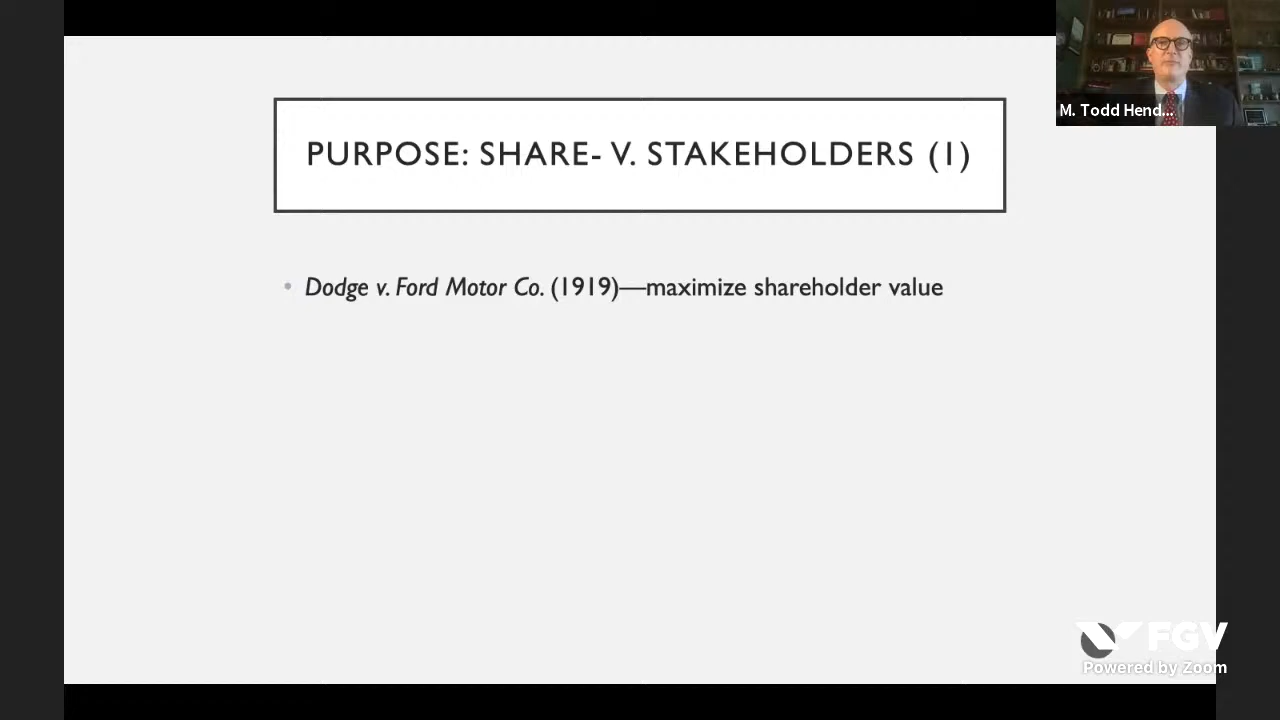 M. Todd Hend...
PURPOSE: SHARE- V. STAKEHOLDERS (1)
• Dodge v. Ford Motor Co. (1919)—maximize shareholder value
FGV
Powered by Zoom